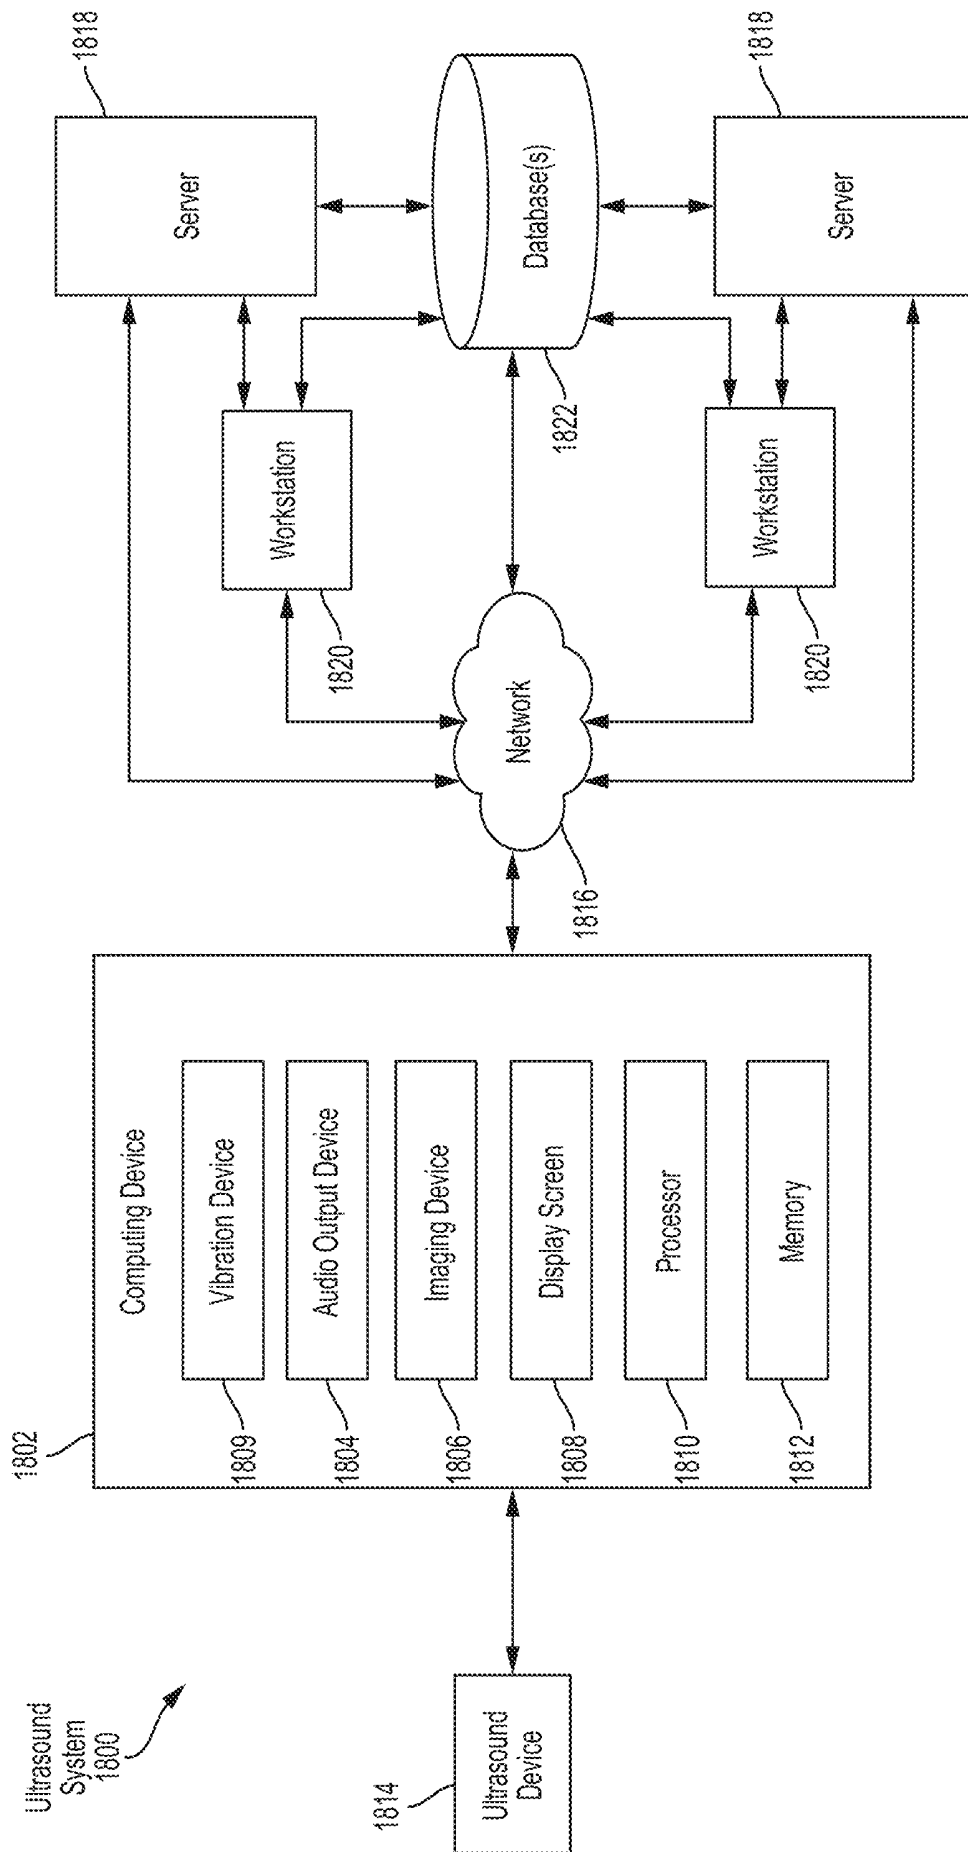 Ultrasound
System
1800
1814
Ultrasound
Device
1802
Computing Device
1809
Vibration Device
1804
Audio Output Device
1806
Imaging Device
1808
Display Screen
1810
Processor
1812
Memory
1816
Network
1820
Workstation
1820
Workstation
1822
Database(s)
1818
Server
1818
Server